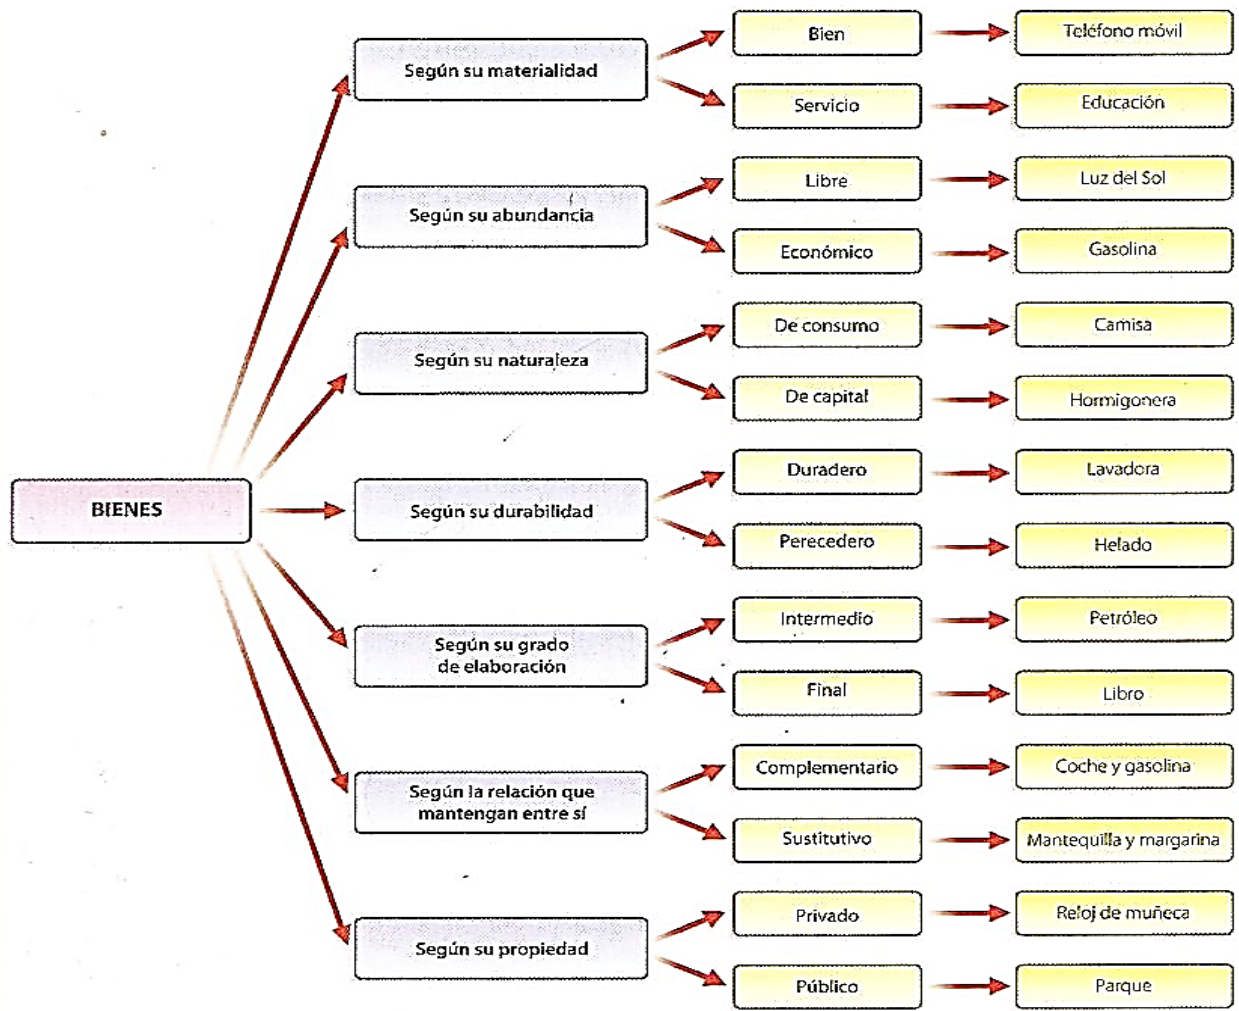 Bien
Teléfono móvil
Según su materialidad
Servicio
Educación
Libre
Luz del Sol
Según su abundancia
Económico
Gasolina
De consumo
Camisa
Según su naturaleza
De capital
Hormigonera
Duradero
Lavadora
BIENES
Según su durabilidad
Perecedero
Helado
Intermedio
Petróleo
Según su grado
de elaboración
Final
Libro
Complementario
Coche y gasolina
Según la relación que
mantengan entre sí
Sustitutivo
Mantequilla y margarina
Privado
Reloj de muñeca
Según su propiedad
Público
Parque